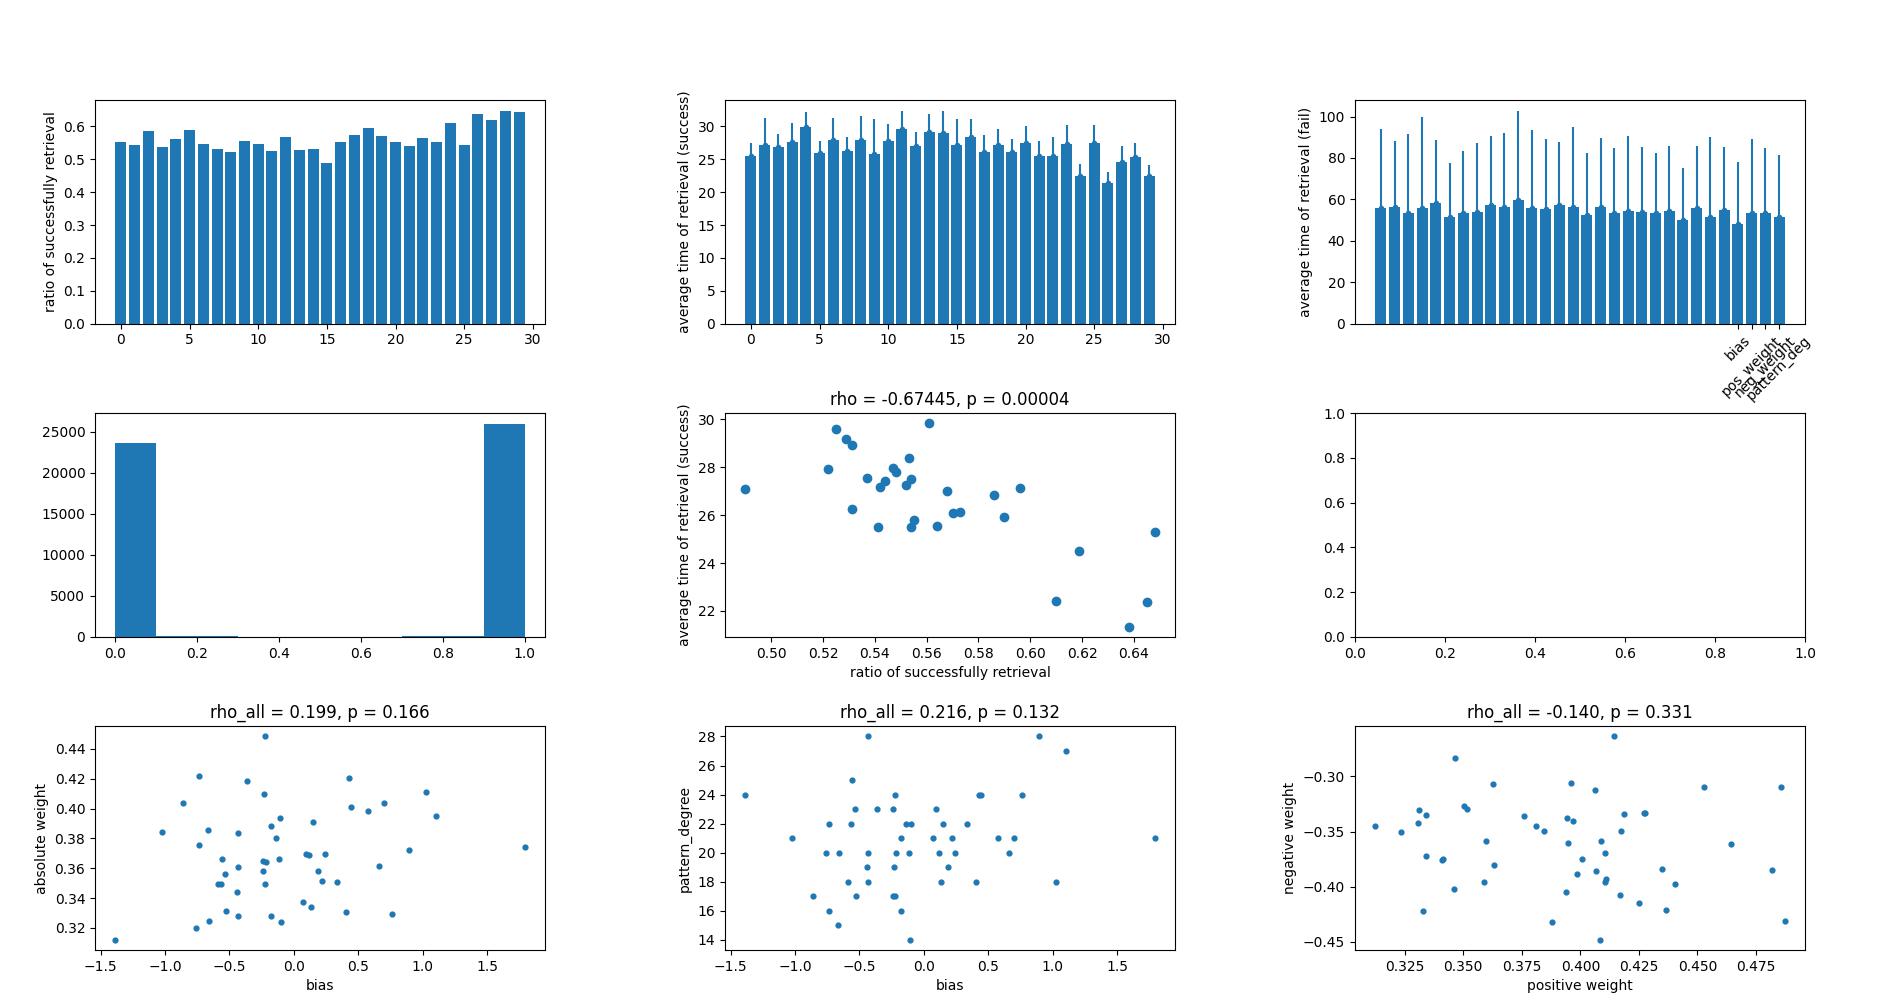 ratio of successfully retrieval
0.6
0.5
0.4
0.3
0.2
0.1
0.0
0 5 10 15 20 25 30
average time of retrieval (success)
30
25
20
15
10
5
0
0 5 10 15 20 25 30
average time of retrieval (fail)
100
80
60
40
20
0
bias
pos_weight
neg_weight
pattern_deg
25000
20000
15000
10000
5000
0
0.0 0.2 0.4 0.6 0.8 1.0
rho = -0.67445, p = 0.00004
average time of retrieval (success)
30
28
26
24
22
0.50 0.52 0.54 0.56 0.58 0.60 0.62 0.64
ratio of successfully retrieval
1.0
0.8
0.6
0.4
0.2
0.0
0.0 0.2 0.4 0.6 0.8 1.0
rho_all = 0.199, p = 0.166
absolute weight
0.44
0.42
0.40
0.38
0.36
0.34
0.32
−1.5 −1.0 −0.5 0.0 0.5 1.0 1.5
bias
rho_all = 0.216, p = 0.132
pattern_degree
28
26
24
22
20
18
16
14
−1.5 −1.0 −0.5 0.0 0.5 1.0 1.5
bias
rho_all = -0.140, p = 0.331
negative weight
−0.30
−0.35
−0.40
−0.45
0.325 0.350 0.375 0.400 0.425 0.450 0.475
positive weight